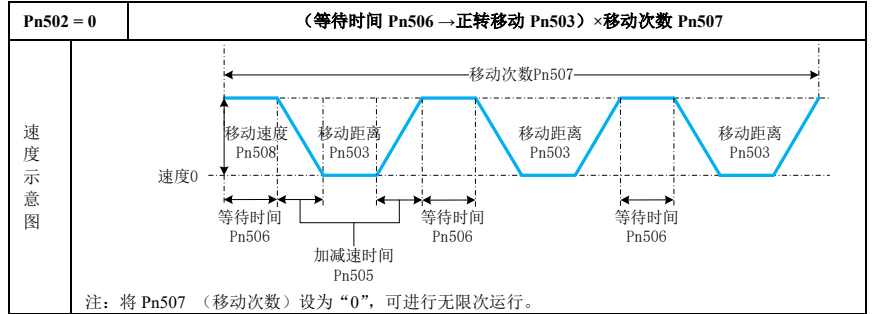 Pn502 = 0
（等待时间 Pn506 →正转移动 Pn503）×移动次数 Pn507
速度示意图
移动次数Pn507
移动速度
Pn508
移动距离
Pn503
移动距离
Pn503
移动距离
Pn503
速度0
等待时间
Pn506
等待时间
Pn506
等待时间
Pn506
加减速时间
Pn505
注：将 Pn507 （移动次数）设为“0”，可进行无限次运行。